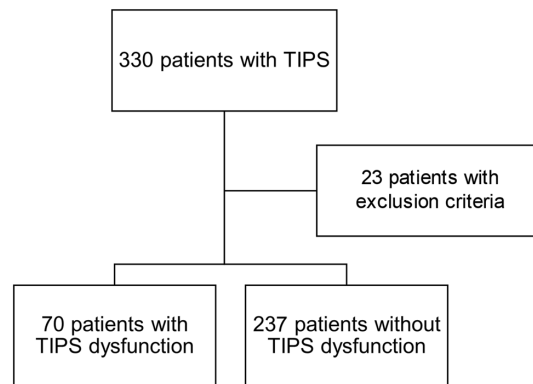 330 patients with TIPS
23 patients with
exclusion criteria
70 patients with
TIPS dysfunction
237 patients without
TIPS dysfunction